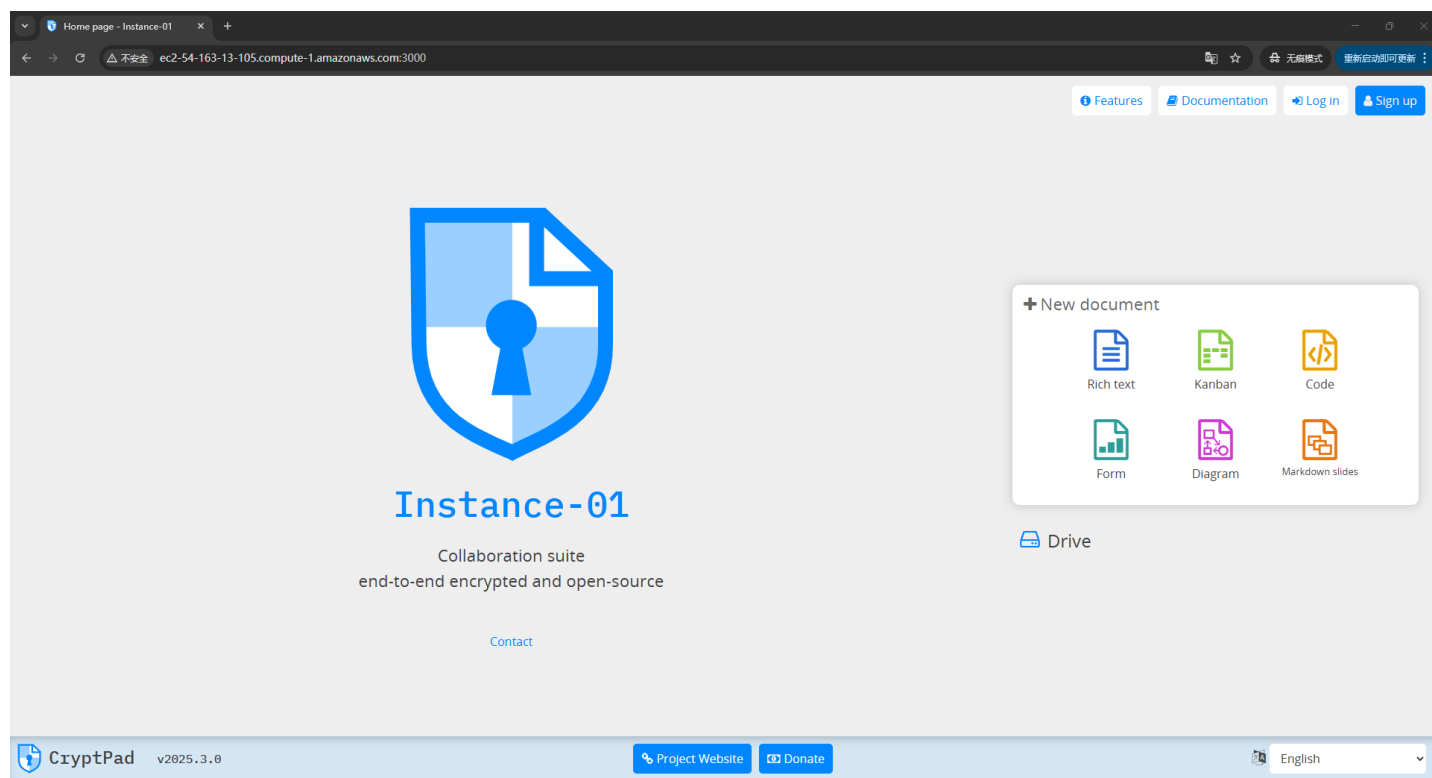 Home page - Instance-01
不安全 ec2-54-163-13-105.compute-1.amazonaws.com:3000
无痕模式
重新启动即可更新
Features
Documentation
Log in
Sign up
Instance-01
Collaboration suite
end-to-end encrypted and open-source
Contact
New document
Rich text
Kanban
Code
Form
Diagram
Markdown slides
Drive
CryptPad v2025.3.0
Project Website
Donate
English